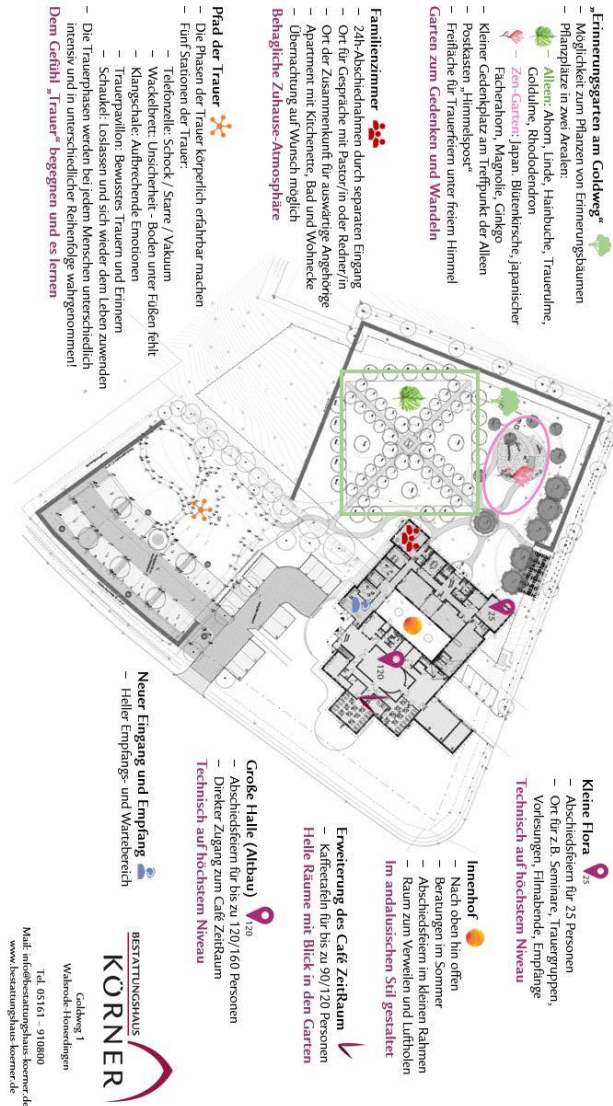 „Erinnerungsgarten am Goldweg“
– Möglichkeit zum Pflanzen von Erinnerungsbäumen
– Pflanzplätze in zwei Arealen:
– Alleen: Ahorn, Linde, Hainbuche, Trauerulme,
Goldulme, Rhododendron
– Zen-Garten: Japan. Blütenkirsche, japanischer
Fächerahorn, Magnolie, Ginkgo
– Kleiner Gedenkplatz am Treffpunkt der Alleen
– Postkasten „Himmelspost“
– Freifläche für Trauerfeiern unter freiem Himmel
Garten zum Gedenken und Wandeln
Familienzimmer
– 24h-Abschiednahmen durch separaten Eingang
– Ort für Gespräche mit Pastor/in oder Redner/in
– Ort der Zusammenkunft für auswärtige Angehörige
– Apartment mit Kitchenette, Bad und Wohnecke
– Übernachtung auf Wunsch möglich
Behagliche Zuhause-Atmosphäre
Pfad der Trauer
– Die Phasen der Trauer körperlich erfahrbar machen
– Fünf Stationen der Trauer:
– Telefonzelle: Schock / Starre / Vakuum
– Wackelbrett: Unsicherheit - Boden unter Füßen fehlt
– Klangschale: Aufbrechende Emotionen
– Trauerpavillon: Bewusstes Trauern und Erinnern
– Schaukel: Loslassen und sich wieder dem Leben zuwenden
– Die Trauerphasen werden bei jedem Menschen unterschiedlich
intensiv und in unterschiedlicher Reihenfolge wahrgenommen!
Dem Gefühl „Trauer“ begegnen und es lernen
25
120
Kleine Flora 25
– Abschiedsfeiern für 25 Personen
– Ort für z.B. Seminare, Trauergruppen,
Vorlesungen, Filmabende, Empfänge
Technisch auf höchstem Niveau
Innenhof
– Nach oben hin offen
– Beratungen im Sommer
– Abschiedsfeiern im kleinen Rahmen
– Raum zum Verweilen und Luftholen
Im andalusischen Stil gestaltet
Erweiterung des Café ZeitRaum
– Kaffeetafeln für bis zu 90/120 Personen
Helle Räume mit Blick in den Garten
Große Halle (Altbau) 120
– Abschiedsfeiern für bis zu 120/160 Personen
– Direkter Zugang zum Café ZeitRaum
Technisch auf höchstem Niveau
Neuer Eingang und Empfang
– Heller Empfangs- und Wartebereich
BESTATTUNGSHAUS
KÖRNER
Goldweg 1
Walsrode-Honerdingen
Tel. 05161 – 910800
Mail: info@bestattungshaus-koerner.de
www.bestattungshaus-koerner.de